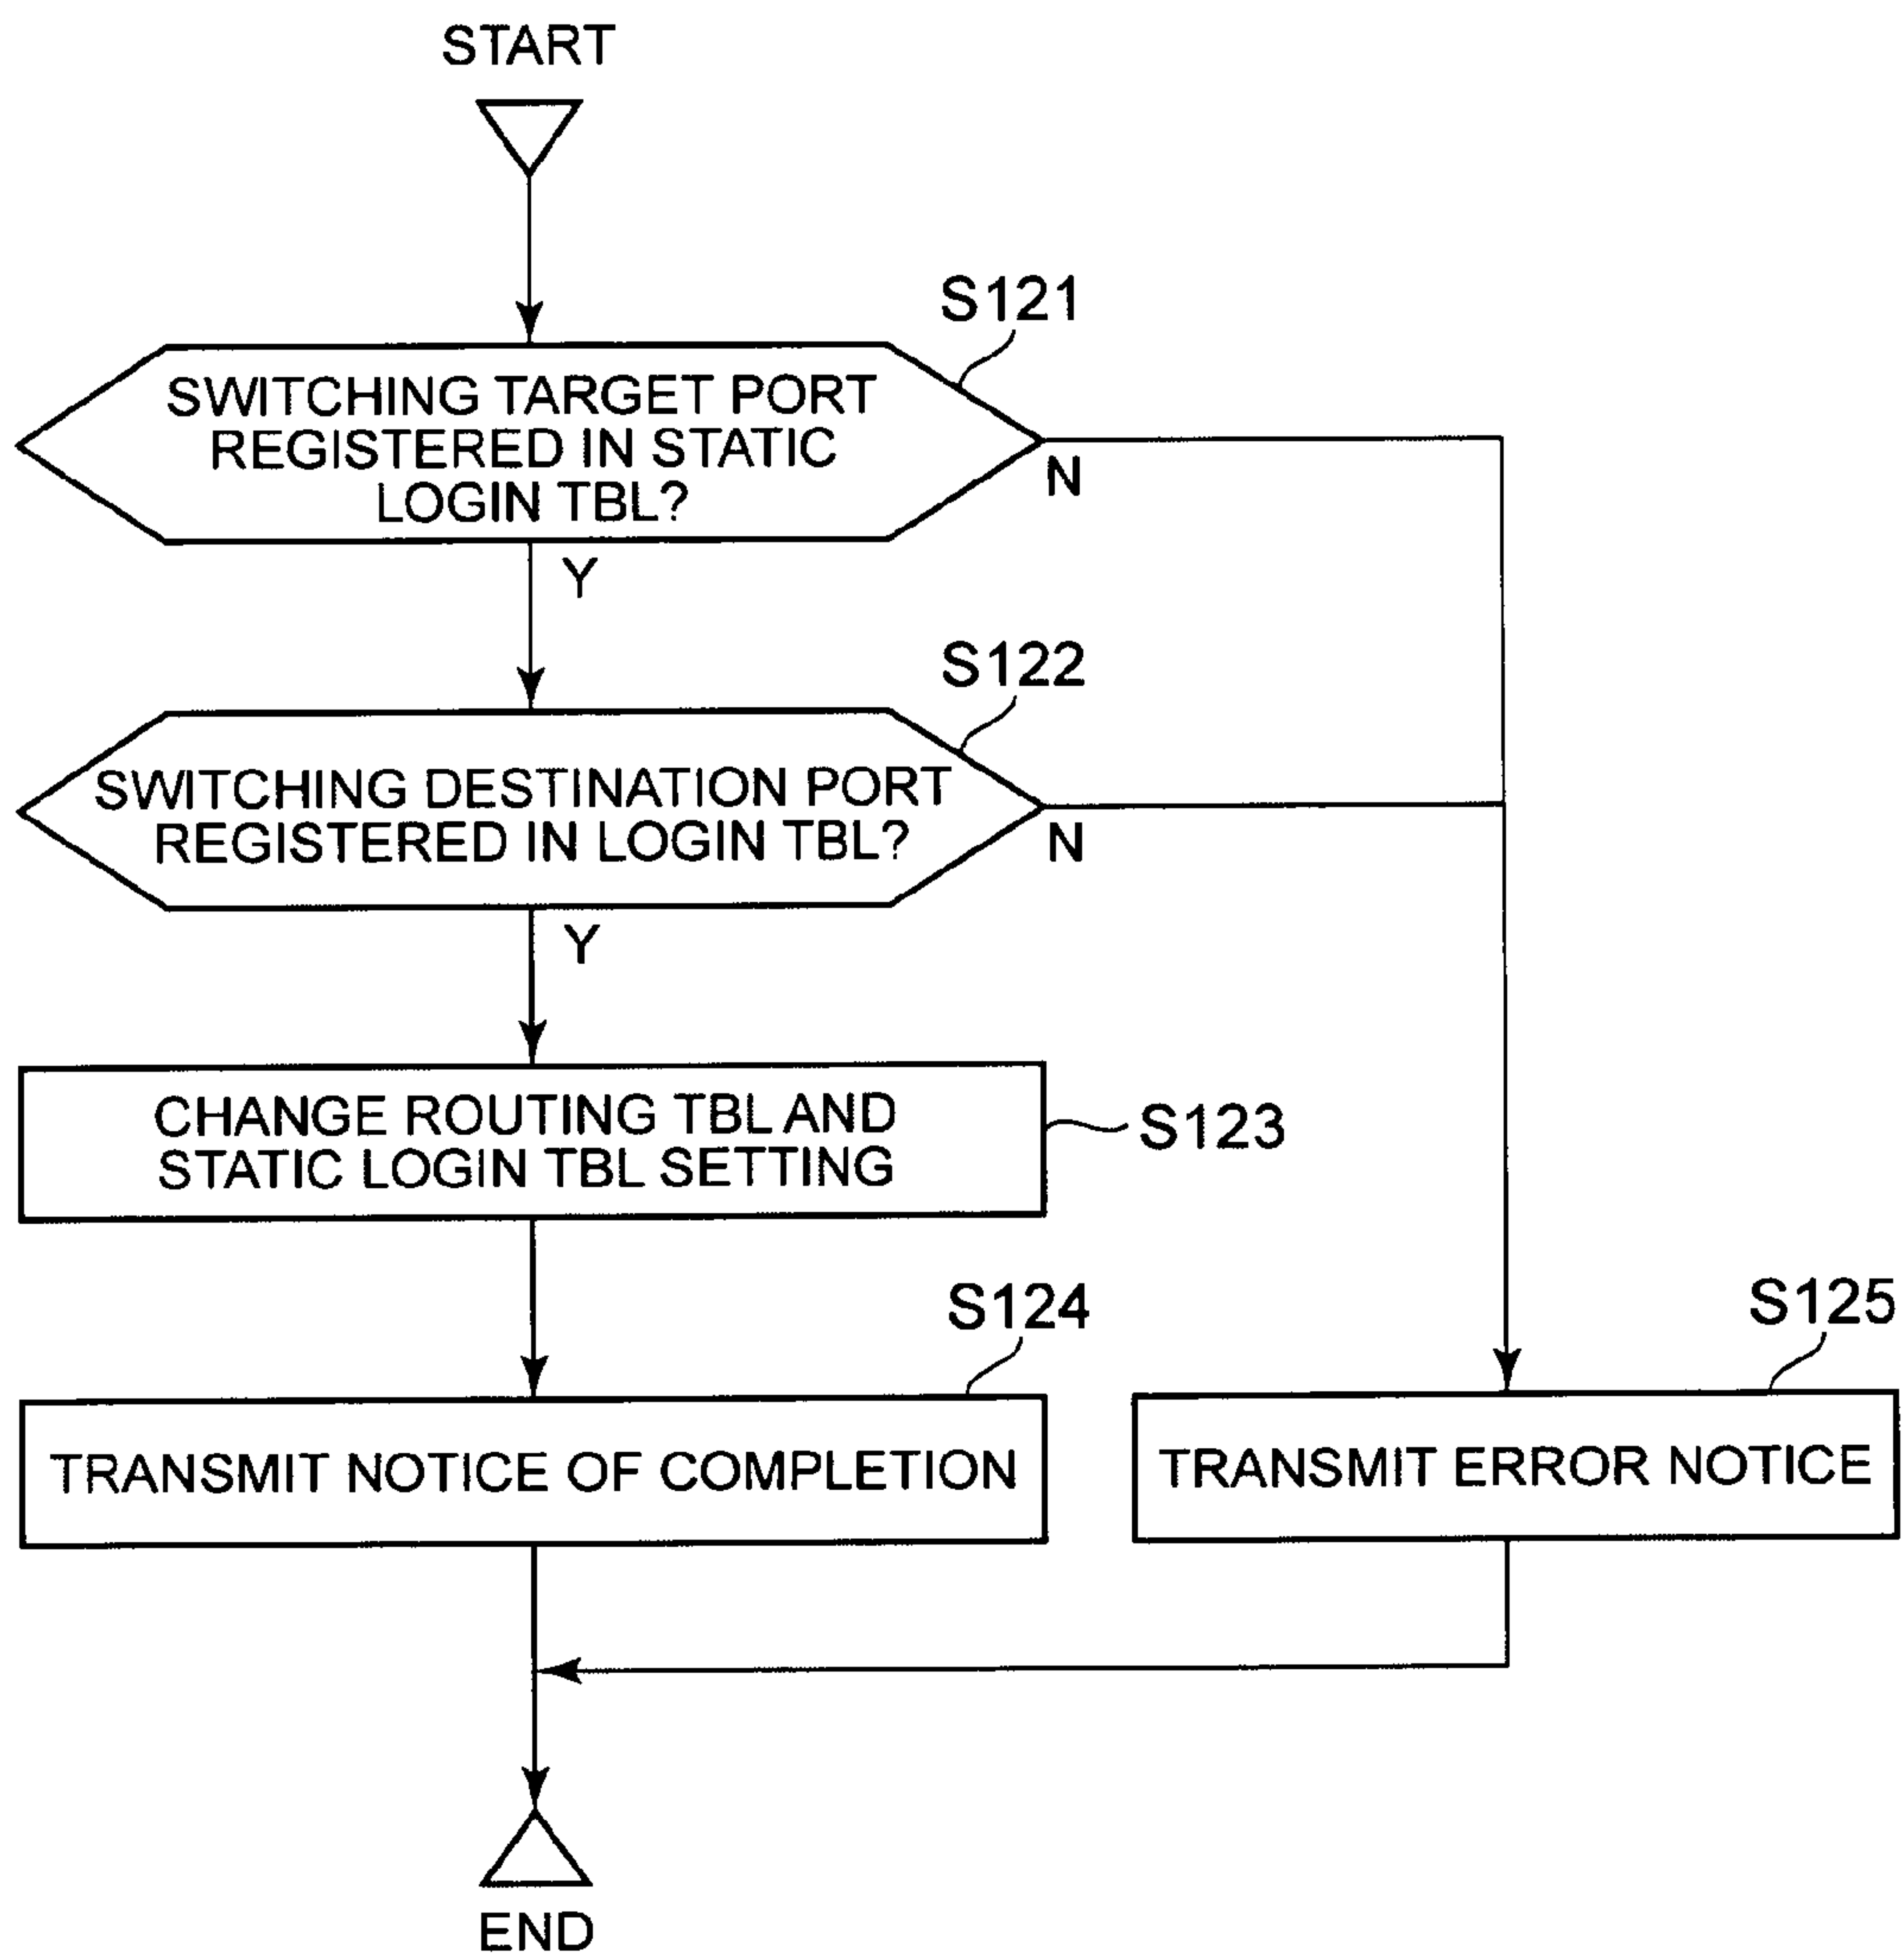 START
S121
SWITCHING TARGET PORT
REGISTERED IN STATIC
LOGIN TBL?
N
Y
S122
SWITCHING DESTINATION PORT
REGISTERED IN LOGIN TBL?
N
Y
CHANGE ROUTING TBL AND
STATIC LOGIN TBL SETTING
S123
S124
TRANSMIT NOTICE OF COMPLETION
S125
TRANSMIT ERROR NOTICE
END